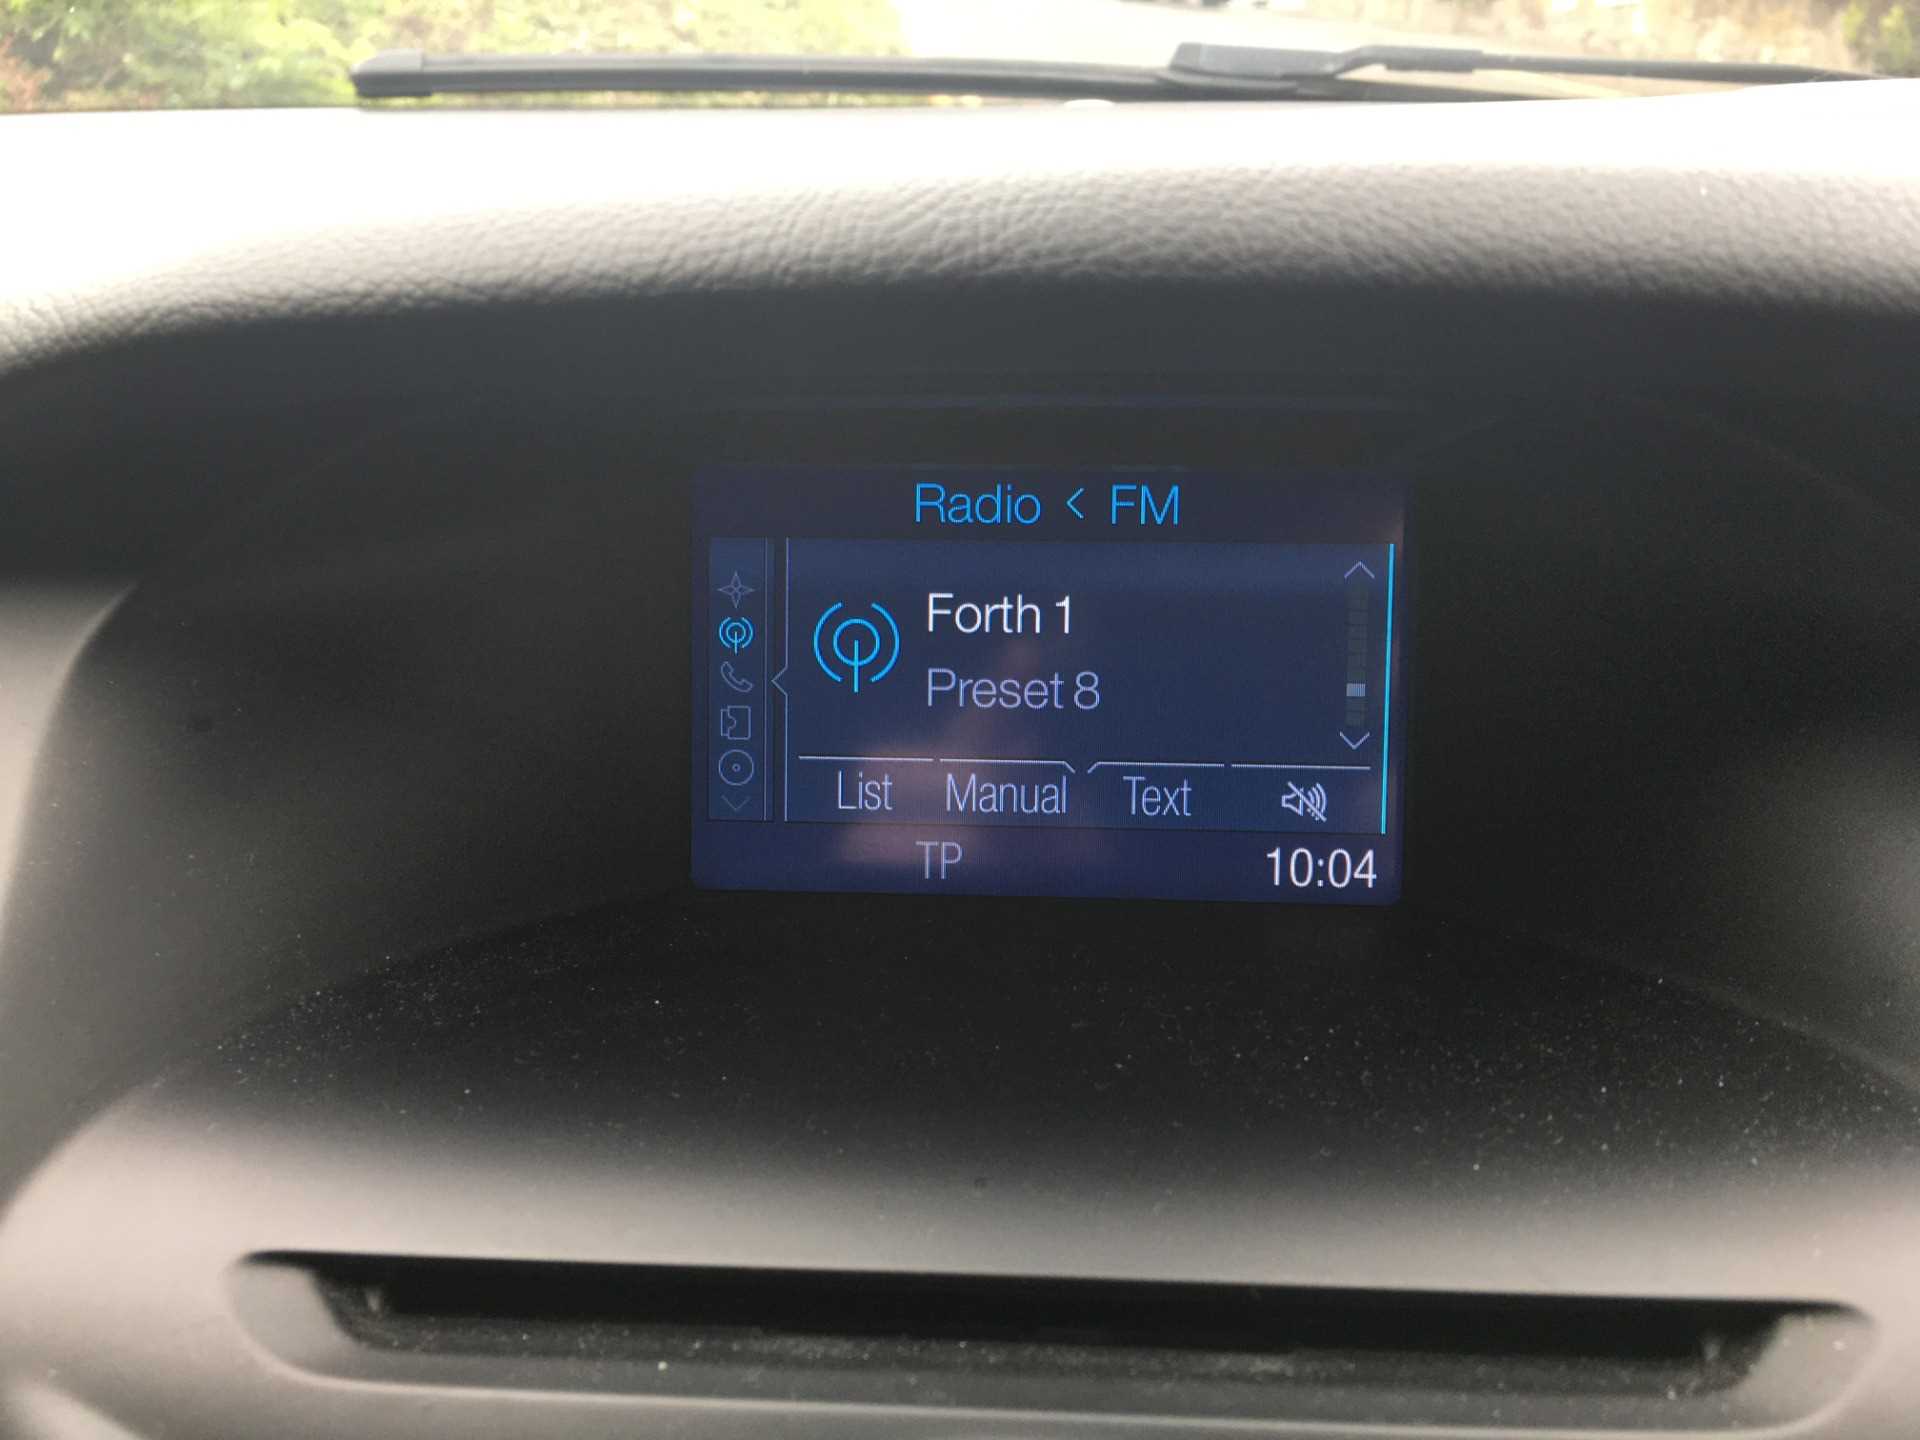 Radio < FM
Forth 1
Preset 8
List Manual Text
TP 10:04